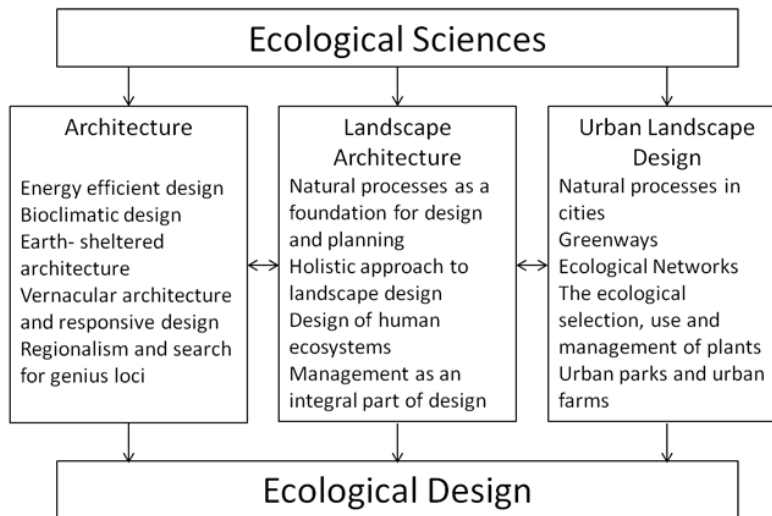 Ecological Sciences
Architecture
Energy efficient design
Bioclimatic design
Earth- sheltered
architecture
Vernacular architecture
and responsive design
Regionalism and search
for genius loci
Landscape
Architecture
Natural processes as a
foundation for design
and planning
Holistic approach to
landscape design
Design of human
ecosystems
Management as an
integral part of design
Urban Landscape
Design
Natural processes in
cities
Greenways
Ecological Networks
The ecological
selection, use and
management of plants
Urban parks and urban
farms
Ecological Design